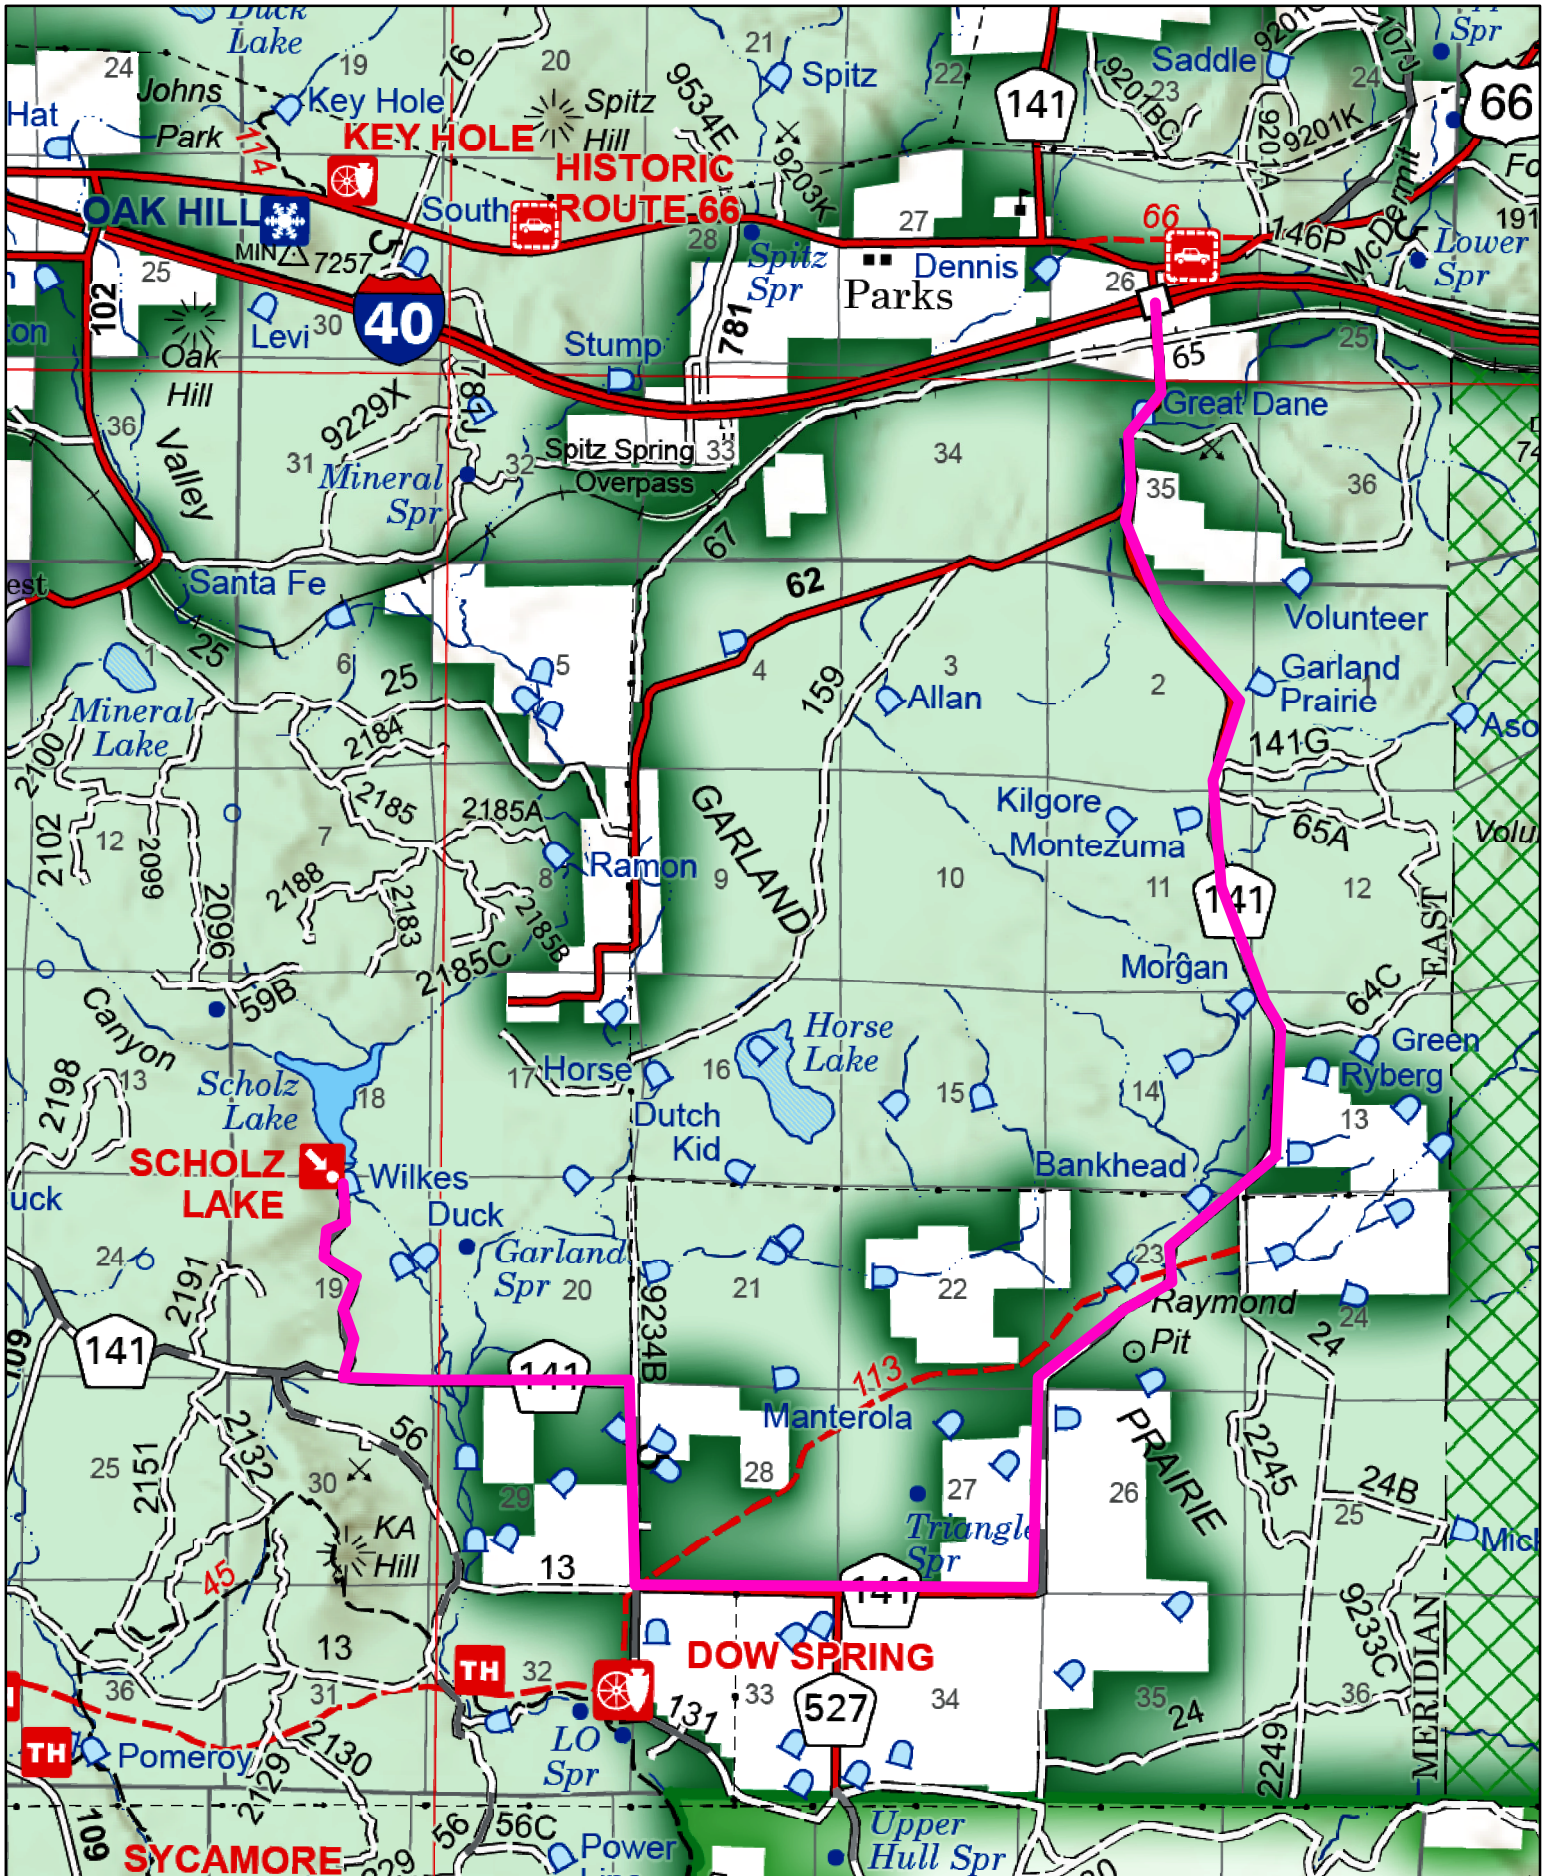 Duck
Lake
24
Johns
Park
19
76
20
Spitz
Hill
9534E
21
Spitz
22
141
9201BC
23
Saddle
9201A
9201K
24
107J
Spr
66
Hat
Key Hole
KEY HOLE
114
HISTORIC
ROUTE 66
9203K
OAK HILL
South
MIN
7257
28
Spitz
Spr
27
Dennis
66
146P
McDermit
Lower
Spr
191
25
102
Oak
Hill
Levi
30
40
Stump
781
Parks
26
65
25
Great Dane
36
Valley
9229X
787J
31
Mineral
Spr
32
Spitz Spring
Overpass
33
34
35
36
67
62
Santa Fe
25
1
Mineral
Lake
6
25
5
4
159
3
Allan
2
Volunteer
Garland
Prairie
1
141G
2100
2184
2185
2185A
2102
12
2099
7
2188
2183
2096
8
Ramon
2185B
2185C
9
GARLAND
10
Kilgore
Montezuma
11
141
65A
12
EAST
Morgan
64C
59B
Canyon
Scholz
Lake
18
2198
13
17
Horse
16
Horse
Lake
Dutch
Kid
15
14
Green
Ryberg
13
SCHOLZ
LAKE
Wilkes
Duck
Garland
Spr
Bankhead
24
2191
19
20
9234B
21
22
23
Raymond
Pit
24
24
109
141
141
113
Manterola
PRAIRIE
2245
24B
25
2151
2132
30
56
KA
Hill
29
13
28
27
Triangle
Spr
26
25
45
141
9233C
MERIDIAN
13
TH
32
DOW SPRING
36
31
33
527
34
35
24
36
131
LO
Spr
TH
Pomeroy
2130
2129
2249
109
SYCAMORE
56
56C
Power
Upper
Hull Spr